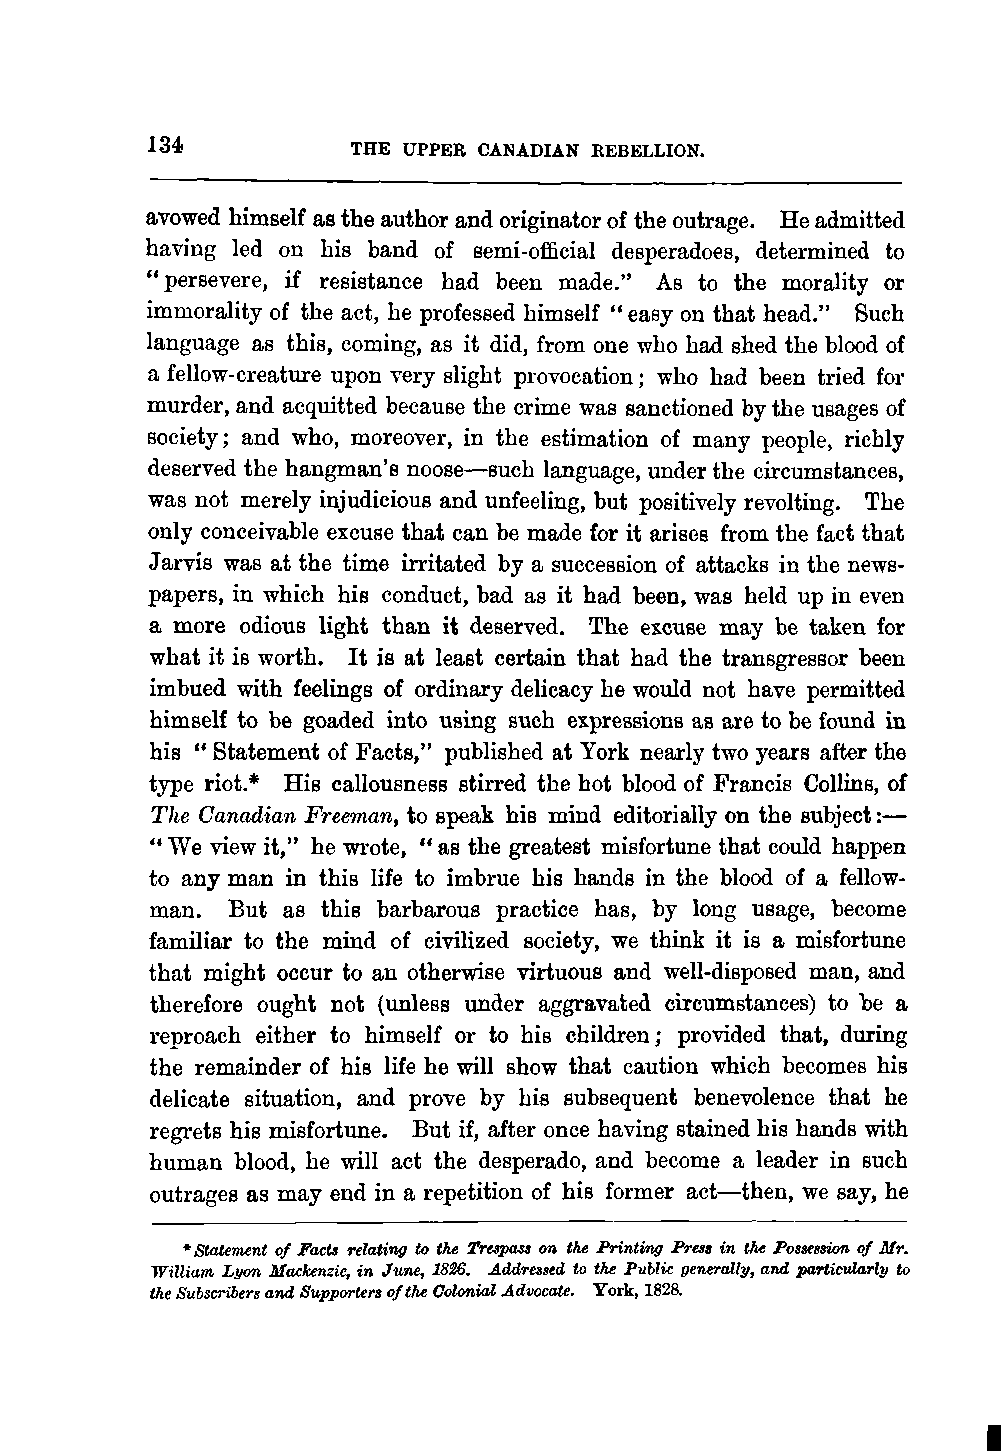 134
THE UPPER CANADIAN REBELLION.
avowed himself as the author and originator of the outrage. He admitted
having led on his band of semi-official desperadoes, determined to
“persevere, if resistance had been made.” As to the morality or
immorality of the act, he professed himself “easy on that head.” Such
language as this, coming, as it did, from one who had shed the blood of
a fellow-creature upon very slight provocation; who had been tried for
murder, and acquitted because the crime was sanctioned by the usages of
society; and who, moreover, in the estimation of many people, richly
deserved the hangman's noose—such language, under the circumstances,
was not merely injudicious and unfeeling, but positively revolting. The
only conceivable excuse that can be made for it arises from the fact that
Jarvis was at the time irritated by a succession of attacks in the news-
papers, in which his conduct, bad as it had been, was held up in even
a more odious light than it deserved. The excuse may be taken for
what it is worth. It is at least certain that had the transgressor been
imbued with feelings of ordinary delicacy he would not have permitted
himself to be goaded into using such expressions as are to be found in
his “Statement of Facts,” published at York nearly two years after the
type riot.* His callousness stirred the hot blood of Francis Collins, of
The Canadian Freeman, to speak his mind editorially on the subject:—
“We view it,” he wrote, “as the greatest misfortune that could happen
to any man in this life to imbrue his hands in the blood of a fellow-
man. But as this barbarous practice has, by long usage, become
familiar to the mind of civilized society, we think it is a misfortune
that might occur to an otherwise virtuous and well-disposed man, and
therefore ought not (unless under aggravated circumstances) to be a
reproach either to himself or to his children; provided that, during
the remainder of his life he will show that caution which becomes his
delicate situation, and prove by his subsequent benevolence that he
regrets his misfortune. But if, after once having stained his hands with
human blood, he will act the desperado, and become a leader in such
outrages as may end in a repetition of his former act—then, we say, he
* Statement of Facts relating to the Trespass on the Printing Press in the Possession of Mr.
William Lyon Mackenzie, in June, 1826. Addressed to the Public generally, and particularly to
the Subscribers and Supporters of the Colonial Advocate. York, 1828.